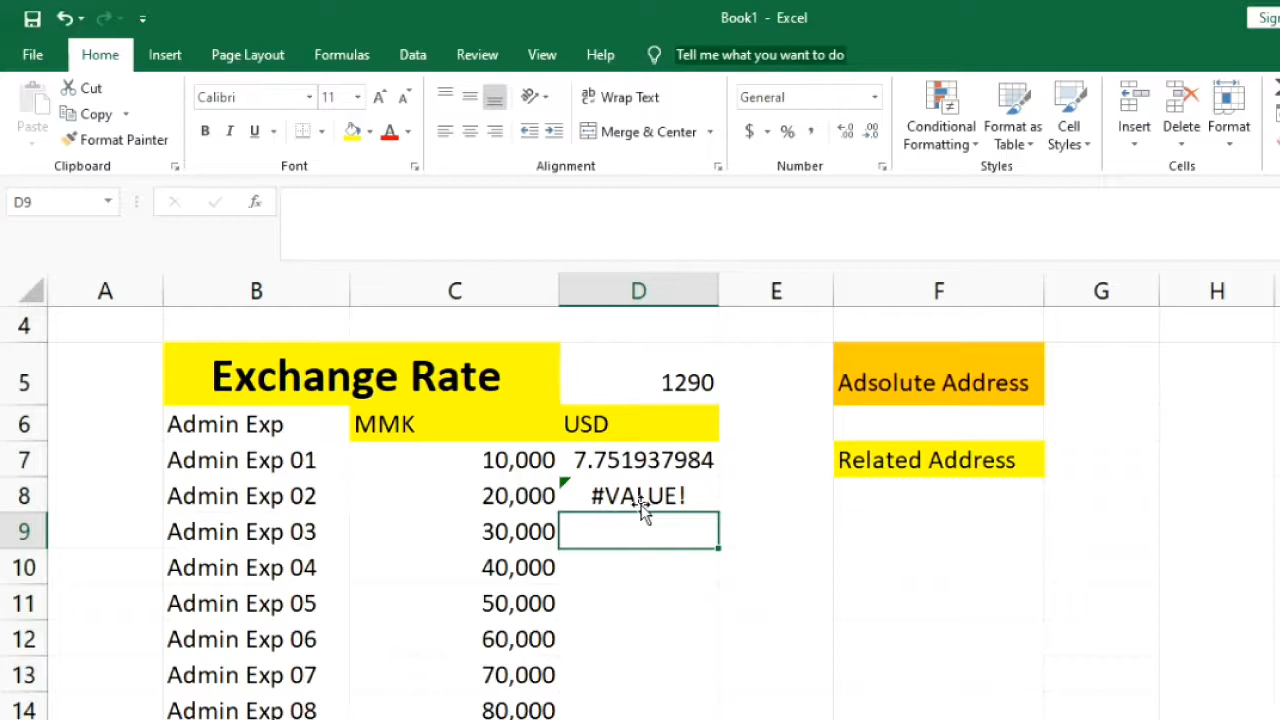 Book1 - Excel
File Home Insert Page Layout Formulas Data Review View Help Tell me what you want to do
Paste Cut Copy Format Painter Clipboard
Calibri 11 A A B I U A Font
ab Wrap Text Merge & Center Alignment
General $ % , Number
Conditional Formatting Format as Table Cell Styles Styles
Insert Delete Format Cells
D9 fx
A B C D E F G H
4
5 Exchange Rate 1290 Adsolute Address
6 Admin Exp MMK USD
7 Admin Exp 01 10,000 7.751937984 Related Address
8 Admin Exp 02 20,000 #VALUE!
9 Admin Exp 03 30,000
10 Admin Exp 04 40,000
11 Admin Exp 05 50,000
12 Admin Exp 06 60,000
13 Admin Exp 07 70,000
14 Admin Exp 08 80,000